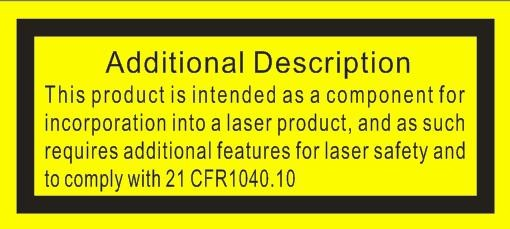 Additional Description
This product is intended as a component for
incorporation into a laser product, and as such
requires additional features for laser safety and
to comply with 21 CFR1040.10